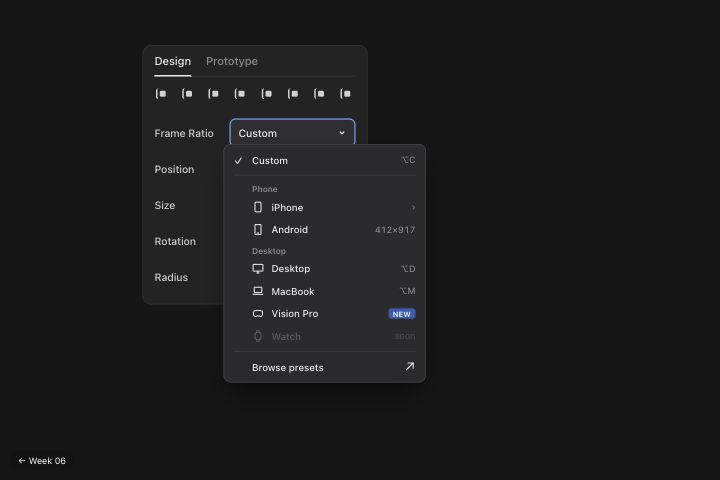 Design Prototype
Frame Ratio Custom
Position
Size
Rotation
Radius
Custom ⌥C
Phone
iPhone ›
Android 412×917
Desktop
Desktop ⌥D
MacBook ⌥M
Vision Pro NEW
Watch soon
Browse presets
← Week 06